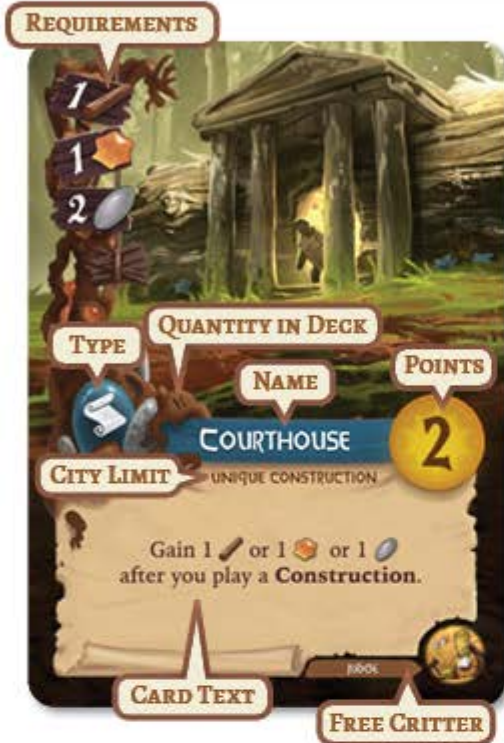 REQUIREMENTS
1
1
2
QUANTITY IN DECK
TYPE
NAME
POINTS
COURTHOUSE
2
CITY LIMIT
UNIQUE CONSTRUCTION
Gain 1 or 1 or 1
after you play a Construction.
JUDGE
CARD TEXT
FREE CRITTER